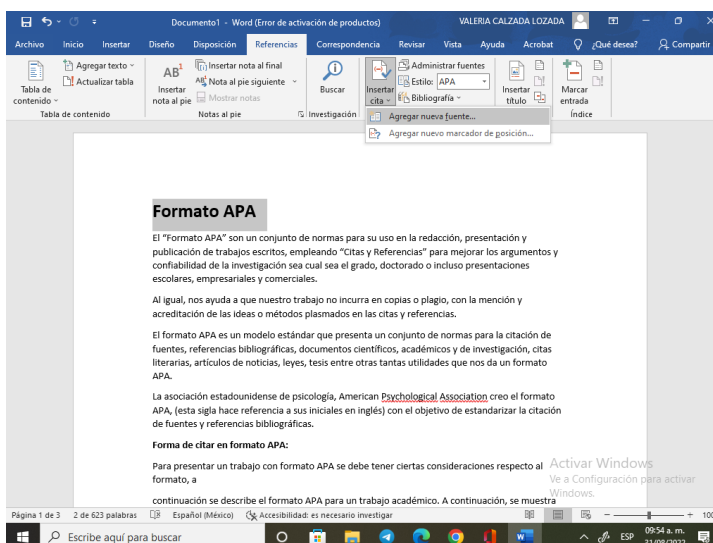 Documento1 - Word (Error de activación de productos)
VALERIA CALZADA LOZADA
Archivo Inicio Insertar Diseño Disposición Referencias Correspondencia Revisar Vista Ayuda Acrobat ¿Qué desea? Compartir
Tabla de contenido
Agregar texto
Actualizar tabla
Tabla de contenido
AB1
Insertar nota al pie
Insertar nota al final
Nota al pie siguiente
Mostrar notas
Notas al pie
Buscar
Investigación
Insertar cita
Administrar fuentes
Estilo: APA
Bibliografía
Insertar título
Marcar entrada
Índice
Agregar nueva fuente...
Agregar nuevo marcador de posición...
Formato APA
El “Formato APA” son un conjunto de normas para su uso en la redacción, presentación y
publicación de trabajos escritos, empleando “Citas y Referencias” para mejorar los argumentos y
confiabilidad de la investigación sea cual sea el grado, doctorado o incluso presentaciones
escolares, empresariales y comerciales.
Al igual, nos ayuda a que nuestro trabajo no incurra en copias o plagio, con la mención y
acreditación de las ideas o métodos plasmados en las citas y referencias.
El formato APA es un modelo estándar que presenta un conjunto de normas para la citación de
fuentes, referencias bibliográficas, documentos científicos, académicos y de investigación, citas
literarias, artículos de noticias, leyes, tesis entre otras tantas utilidades que nos da un formato
APA.
La asociación estadounidense de psicología, American Psychological Association creo el formato
APA, (esta sigla hace referencia a sus iniciales en inglés) con el objetivo de estandarizar la citación
de fuentes y referencias bibliográficas.
Forma de citar en formato APA:
Para presentar un trabajo con formato APA se debe tener ciertas consideraciones respecto al
formato, a
continuación se describe el formato APA para un trabajo académico. A continuación, se muestra
Activar Windows
Ve a Configuración para activar
Windows.
Página 1 de 3 2 de 623 palabras Español (México) Accesibilidad: es necesario investigar 100
Escribe aquí para buscar
ESP
09:54 a. m.
31/08/2022